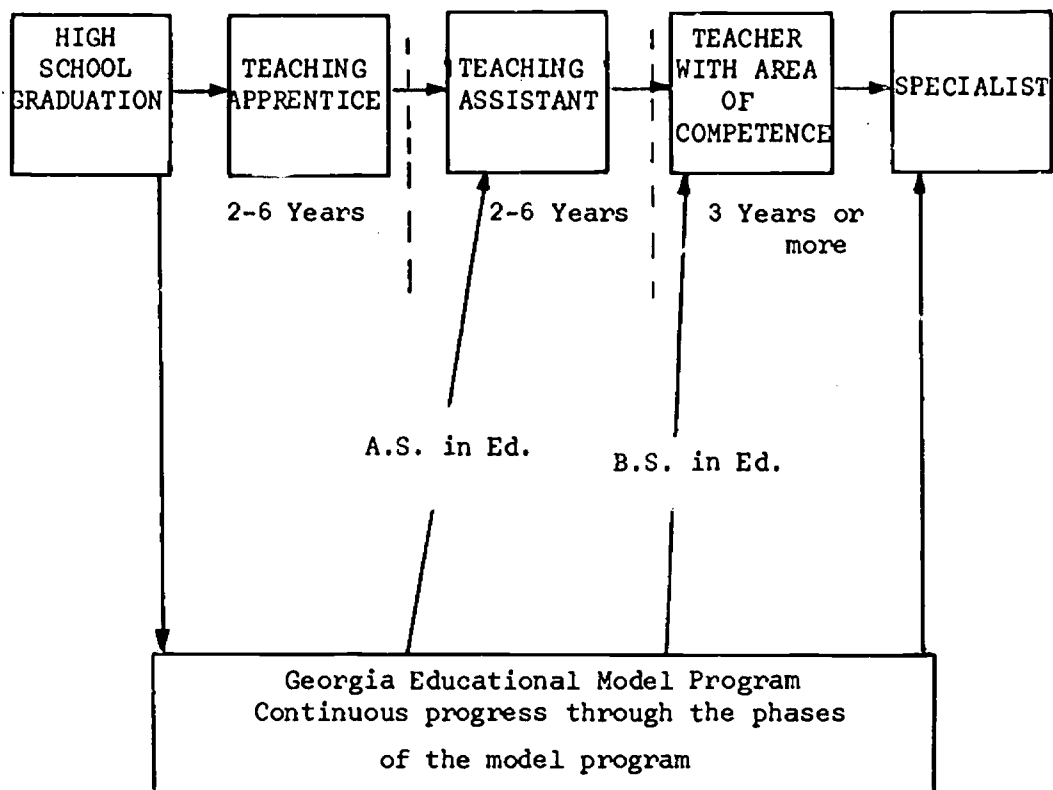 HIGH
SCHOOL
GRADUATION
TEACHING
APPRENTICE
TEACHING
ASSISTANT
TEACHER
WITH AREA
OF
COMPETENCE
SPECIALIST
2-6 Years
2-6 Years
3 Years or
more
A.S. in Ed.
B.S. in Ed.
Georgia Educational Model Program
Continuous progress through the phases
of the model program